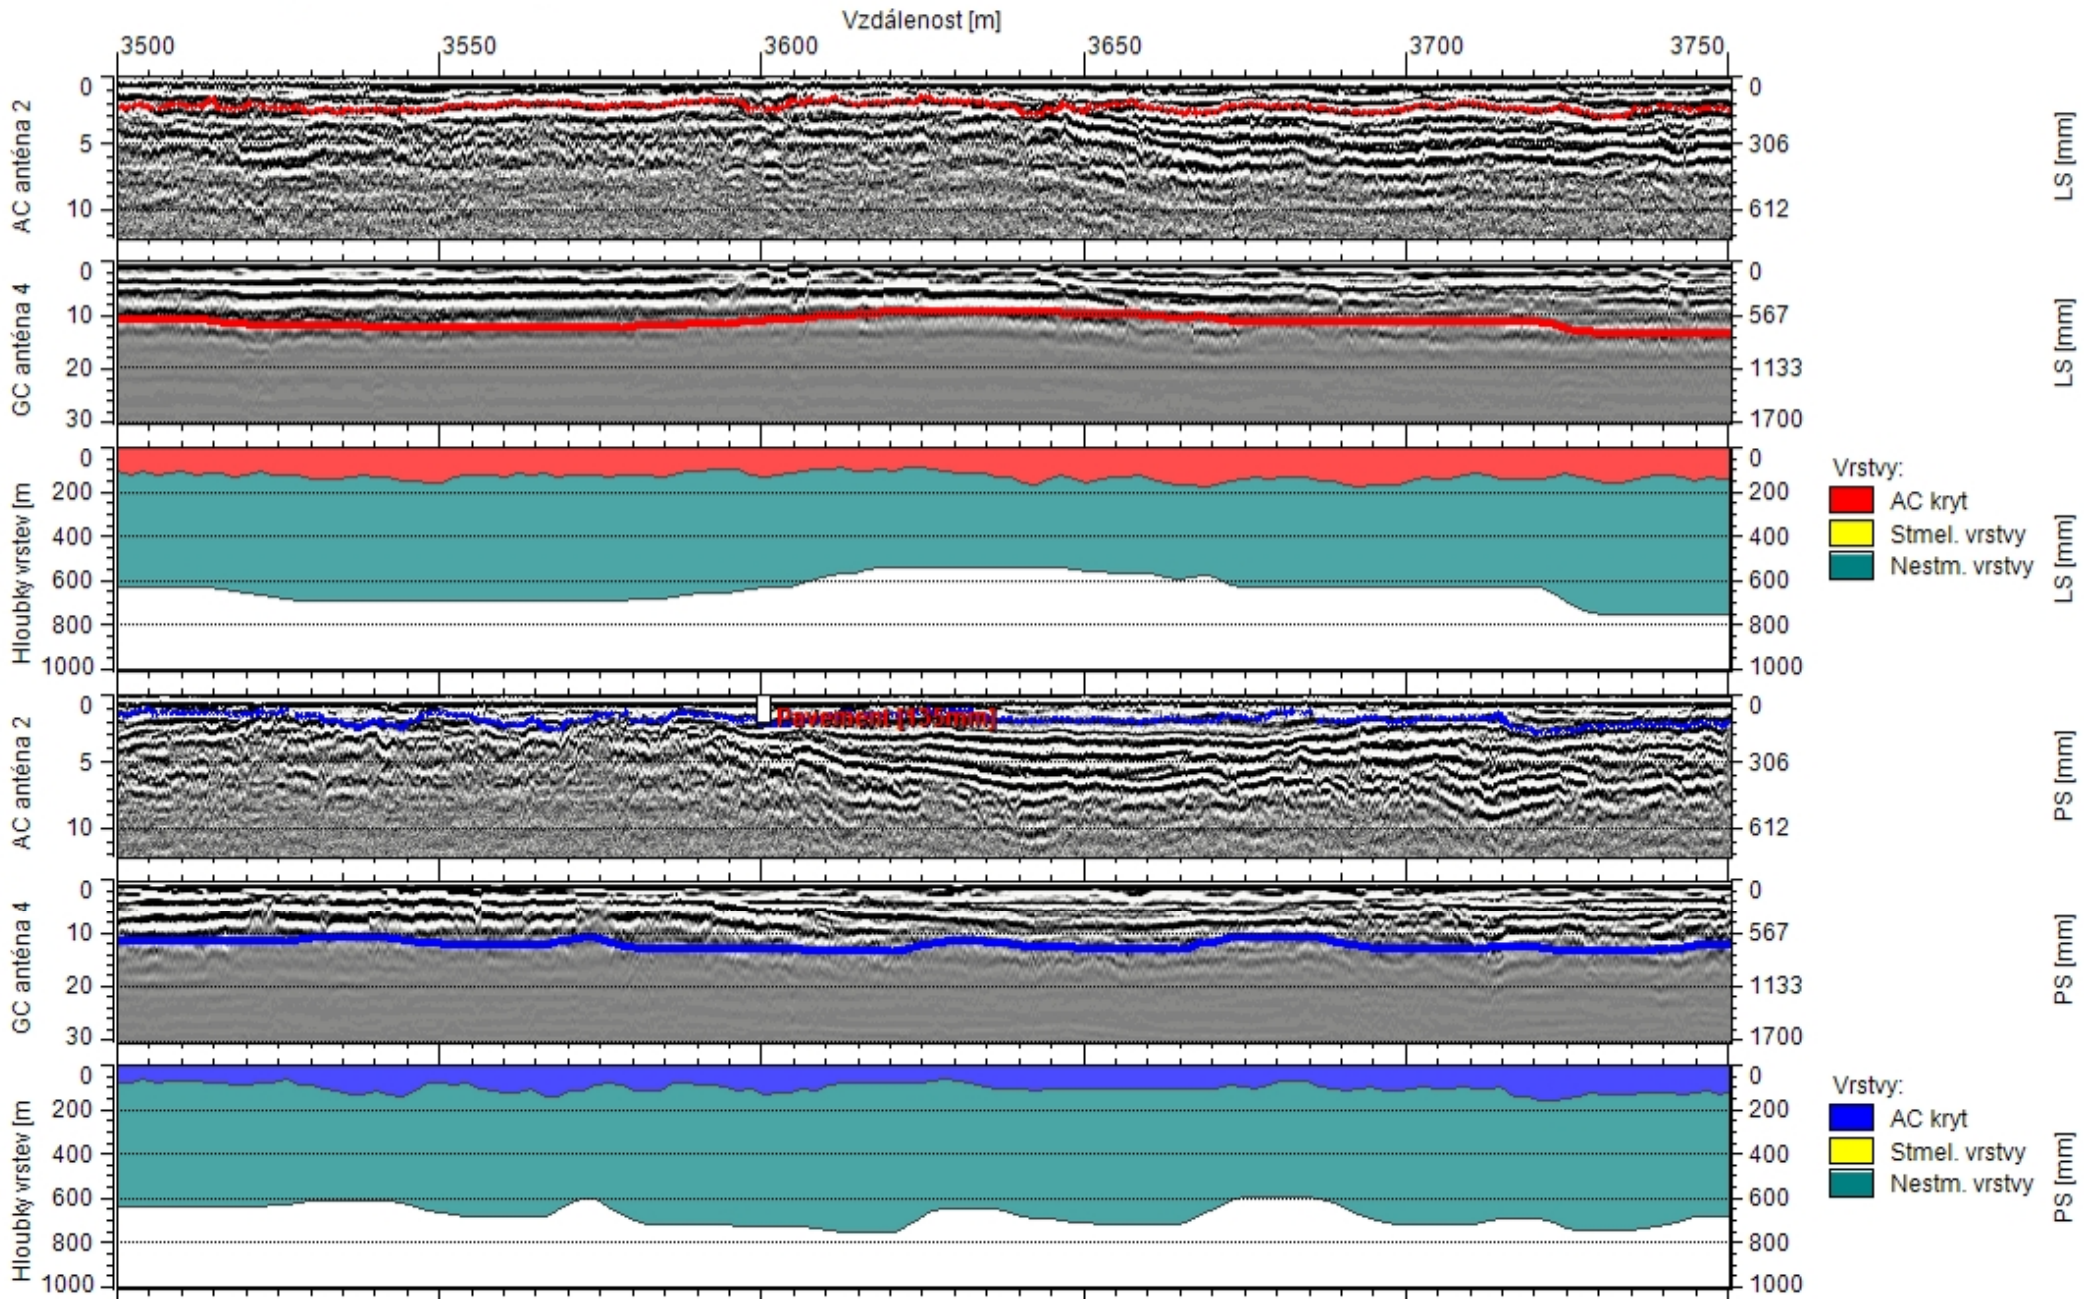 Vzdálenost [m]
3500 3550 3600 3650 3700 3750
AC anténa 2
0 5 10
0 306 612
LS [mm]
GC anténa 4
0 10 20 30
0 567 1133 1700
LS [mm]
Hloubky vrstev [m
0 200 400 600 800 1000
0 200 400 600 800 1000
LS [mm]
Vrstvy:
AC kryt
Stmel. vrstvy
Nestm. vrstvy
AC anténa 2
0 5 10
Pavement [135mm]
0 306 612
PS [mm]
GC anténa 4
0 10 20 30
0 567 1133 1700
PS [mm]
Hloubky vrstev [m
0 200 400 600 800 1000
0 200 400 600 800 1000
PS [mm]
Vrstvy:
AC kryt
Stmel. vrstvy
Nestm. vrstvy